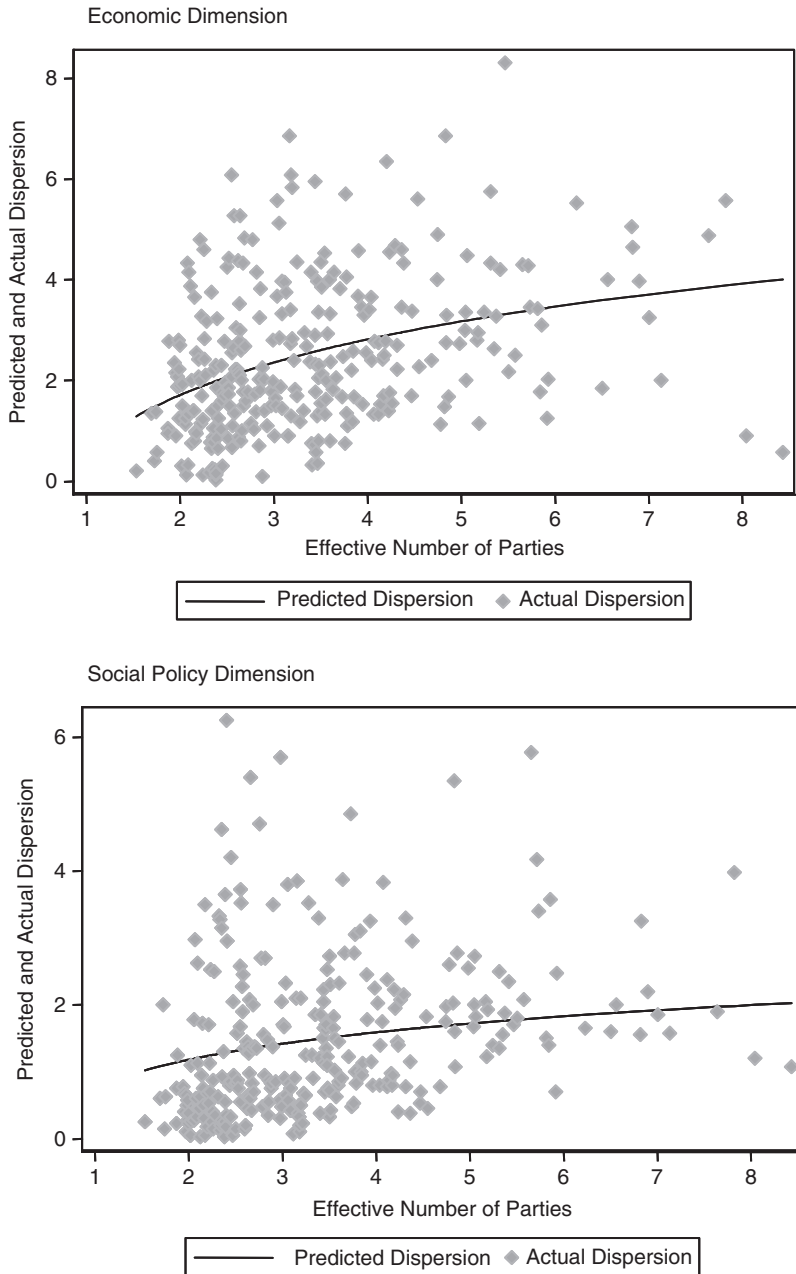 Economic Dimension
Predicted and Actual Dispersion
8
6
4
2
0
1 2 3 4 5 6 7 8
Effective Number of Parties
Predicted Dispersion Actual Dispersion
Social Policy Dimension
Predicted and Actual Dispersion
6
4
2
0
1 2 3 4 5 6 7 8
Effective Number of Parties
Predicted Dispersion Actual Dispersion